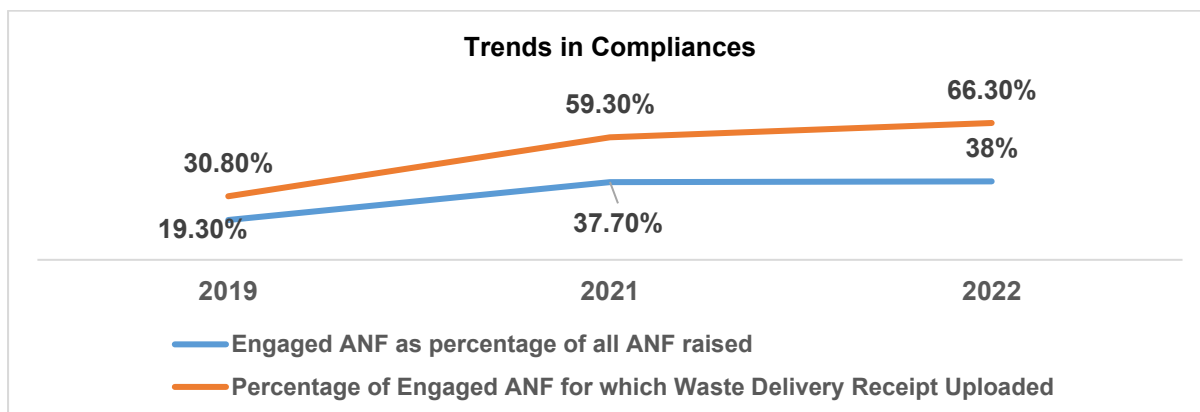 Trends in Compliances
66.30%
59.30%
38%
30.80%
19.30%
37.70%
2019 2021 2022
Engaged ANF as percentage of all ANF raised
Percentage of Engaged ANF for which Waste Delivery Receipt Uploaded